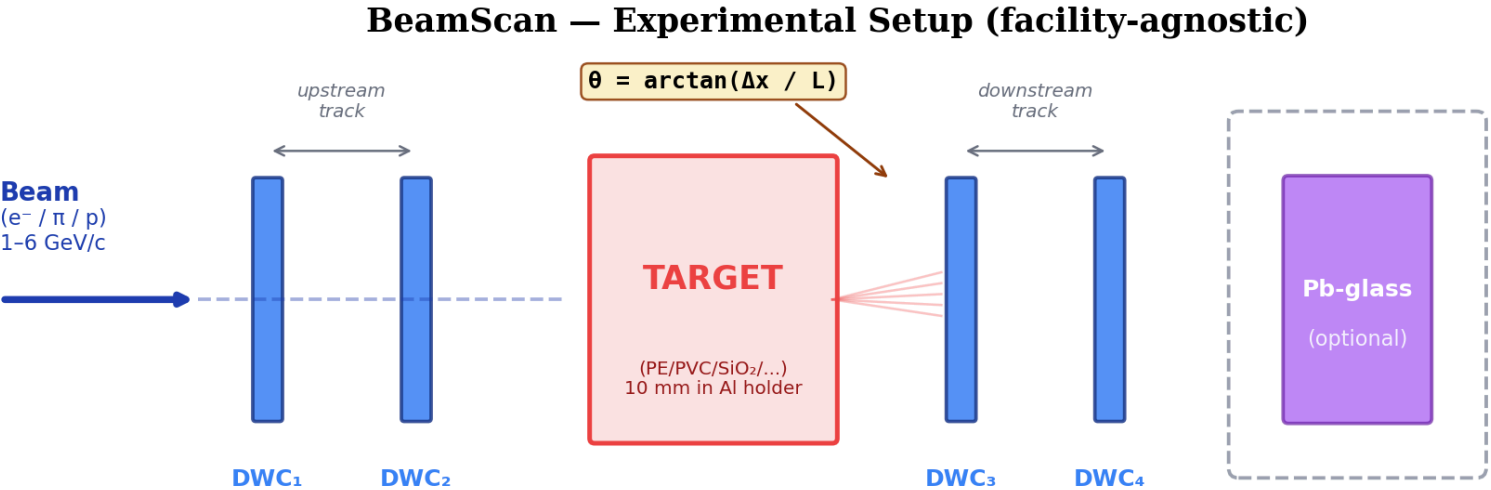 BeamScan — Experimental Setup (facility-agnostic)
θ = arctan(Δx / L)
upstream
track
downstream
track
Beam
(e⁻ / π / p)
1–6 GeV/c
TARGET
(PE/PVC/SiO₂/...)
10 mm in Al holder
Pb-glass
(optional)
DWC₁
DWC₂
DWC₃
DWC₄